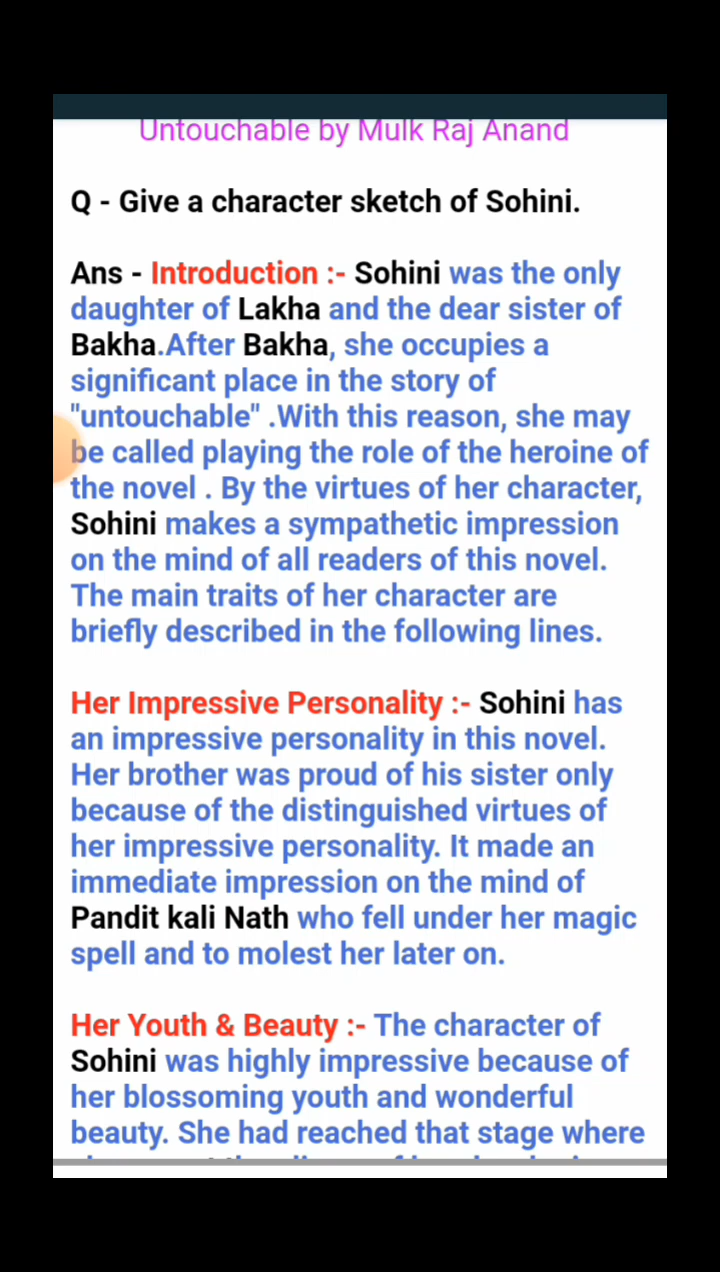 Untouchable by Mulk Raj Anand
Q - Give a character sketch of Sohini.
Ans - Introduction :- Sohini was the only
daughter of Lakha and the dear sister of
Bakha.After Bakha, she occupies a
significant place in the story of
"untouchable" .With this reason, she may
be called playing the role of the heroine of
the novel . By the virtues of her character,
Sohini makes a sympathetic impression
on the mind of all readers of this novel.
The main traits of her character are
briefly described in the following lines.
Her Impressive Personality :- Sohini has
an impressive personality in this novel.
Her brother was proud of his sister only
because of the distinguished virtues of
her impressive personality. It made an
immediate impression on the mind of
Pandit kali Nath who fell under her magic
spell and to molest her later on.
Her Youth & Beauty :- The character of
Sohini was highly impressive because of
her blossoming youth and wonderful
beauty. She had reached that stage where